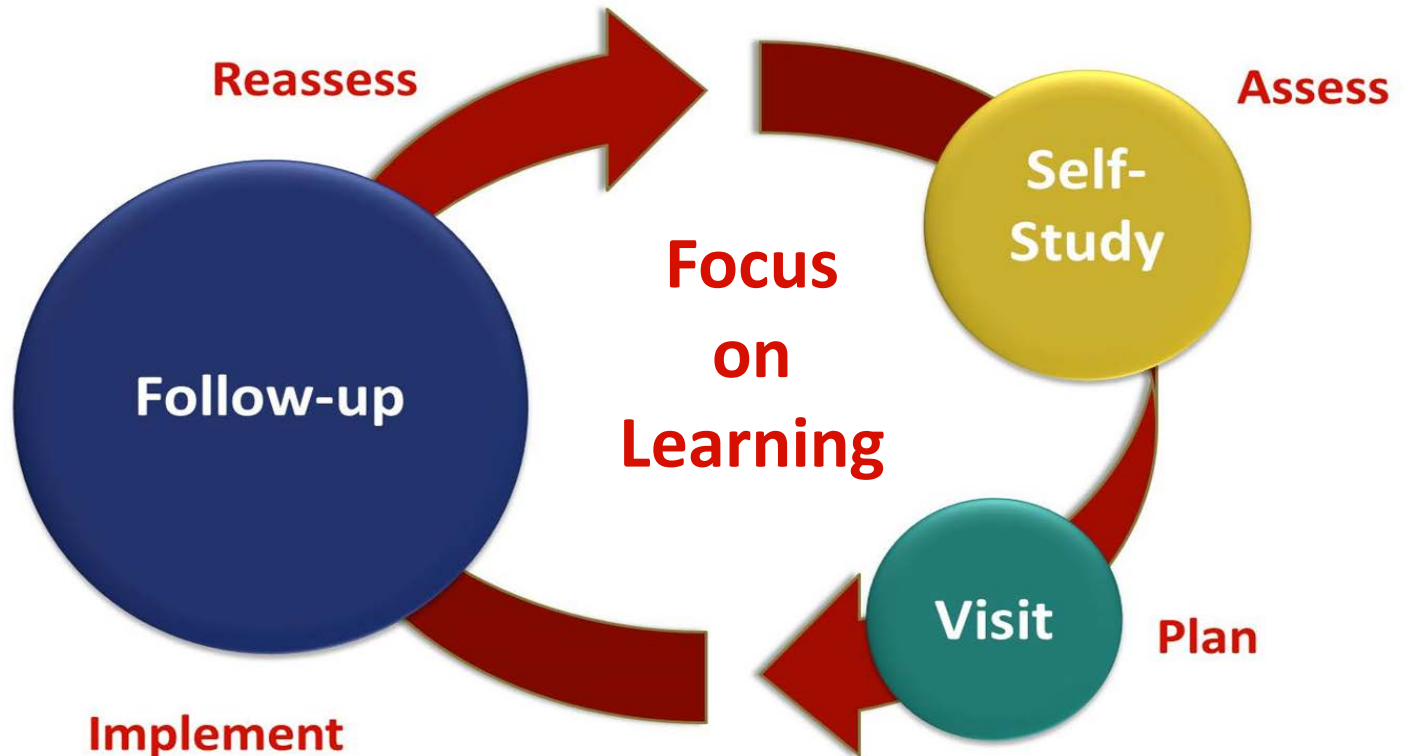 Reassess
Assess
Self-
Study
Focus
on
Learning
Follow-up
Visit
Plan
Implement